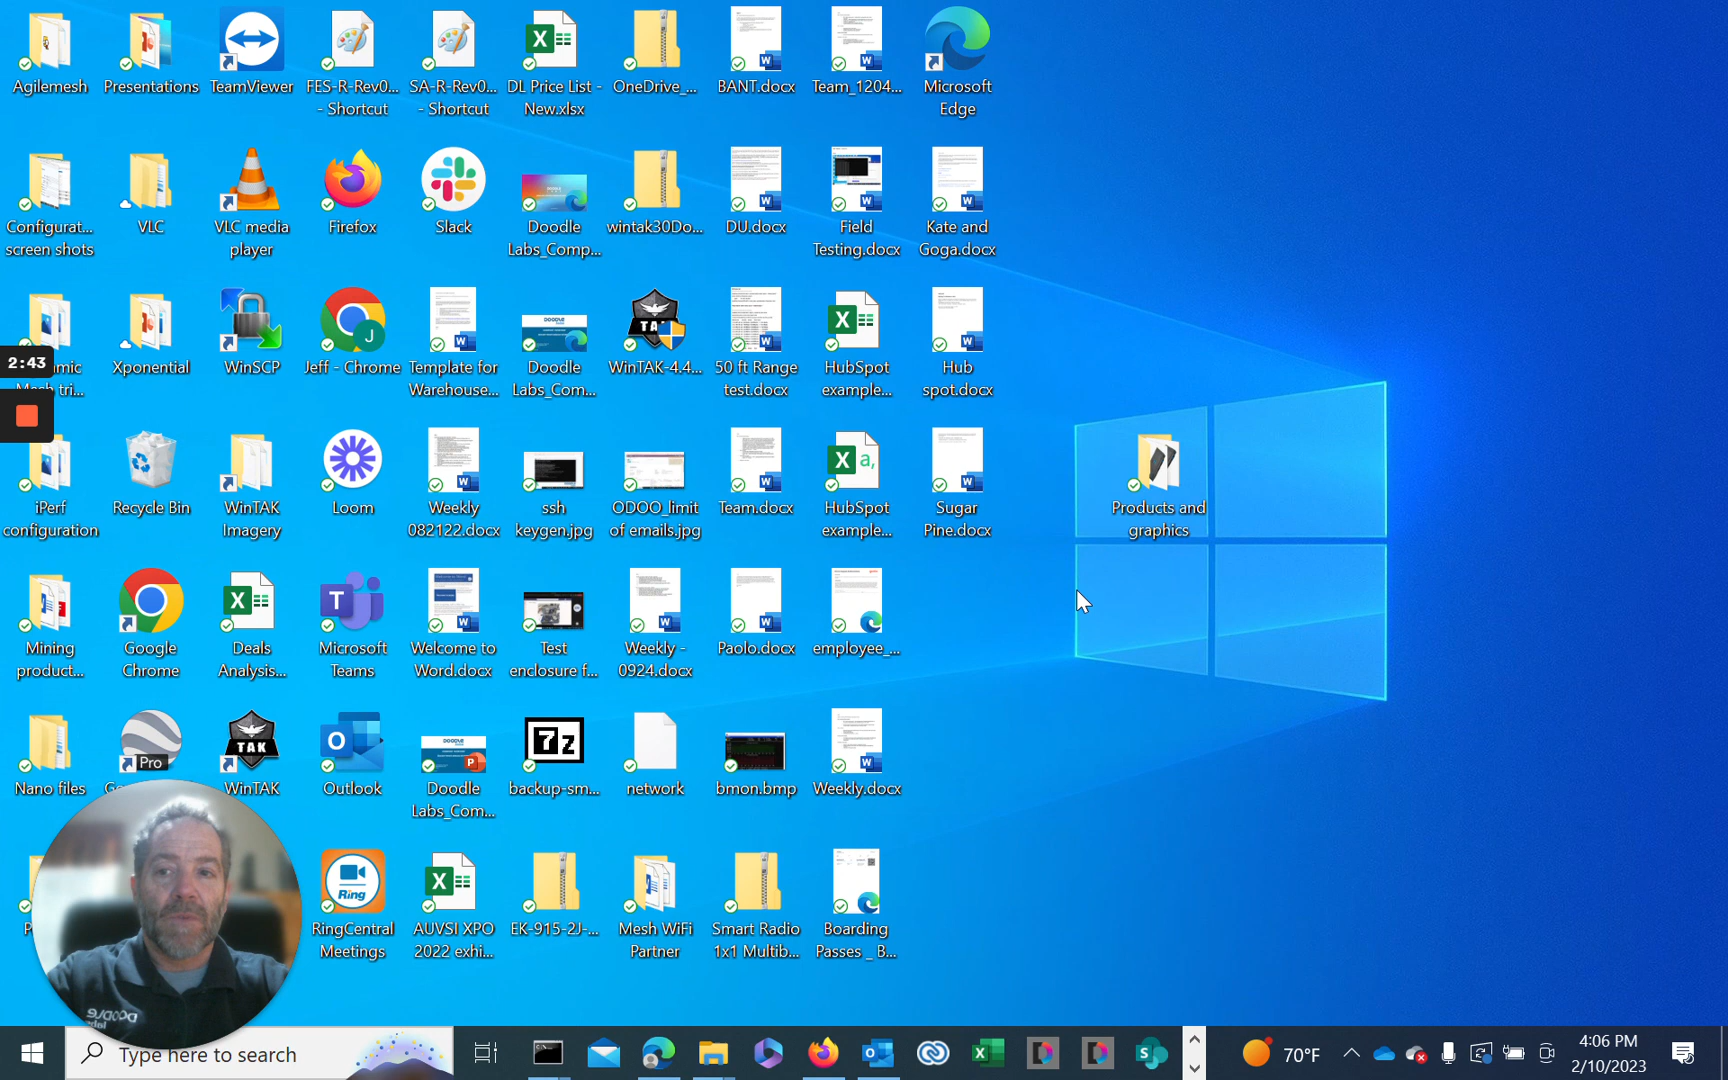 Agilemesh
Presentations
TeamViewer
FES-R-Rev0...
- Shortcut
SA-R-Rev0...
- Shortcut
DL Price List -
New.xlsx
OneDrive_...
BANT.docx
Team_1204...
Microsoft
Edge
Configurat...
screen shots
VLC
VLC media
player
Firefox
Slack
Doodle
Labs_Comp...
wintak30Do...
DU.docx
Field
Testing.docx
Kate and
Goga.docx
2:43
Xponential
WinSCP
Jeff - Chrome
Template for
Warehouse...
Doodle
Labs_Com...
WinTAK-4.4...
50 ft Range
test.docx
HubSpot
example...
Hub
spot.docx
iPerf
configuration
Recycle Bin
WinTAK
Imagery
Loom
Weekly
082122.docx
ssh
keygen.jpg
ODOO_limit
of emails.jpg
Team.docx
HubSpot
example...
Sugar
Pine.docx
Products and
graphics
Mining
product...
Google
Chrome
Deals
Analysis...
Microsoft
Teams
Welcome to
Word.docx
Test
enclosure f...
Weekly -
0924.docx
Paolo.docx
employee_...
Pro
TAK
7z
Nano files
WinTAK
Outlook
Doodle
Labs_Com...
backup-sm...
network
bmon.bmp
Weekly.docx
Ring
RingCentral
Meetings
AUVSI XPO
2022 exhi...
EK-915-2J-...
Mesh WiFi
Partner
Smart Radio
1x1 Multib...
Boarding
Passes _ B...
Type here to search
70°F
4:06 PM
2/10/2023